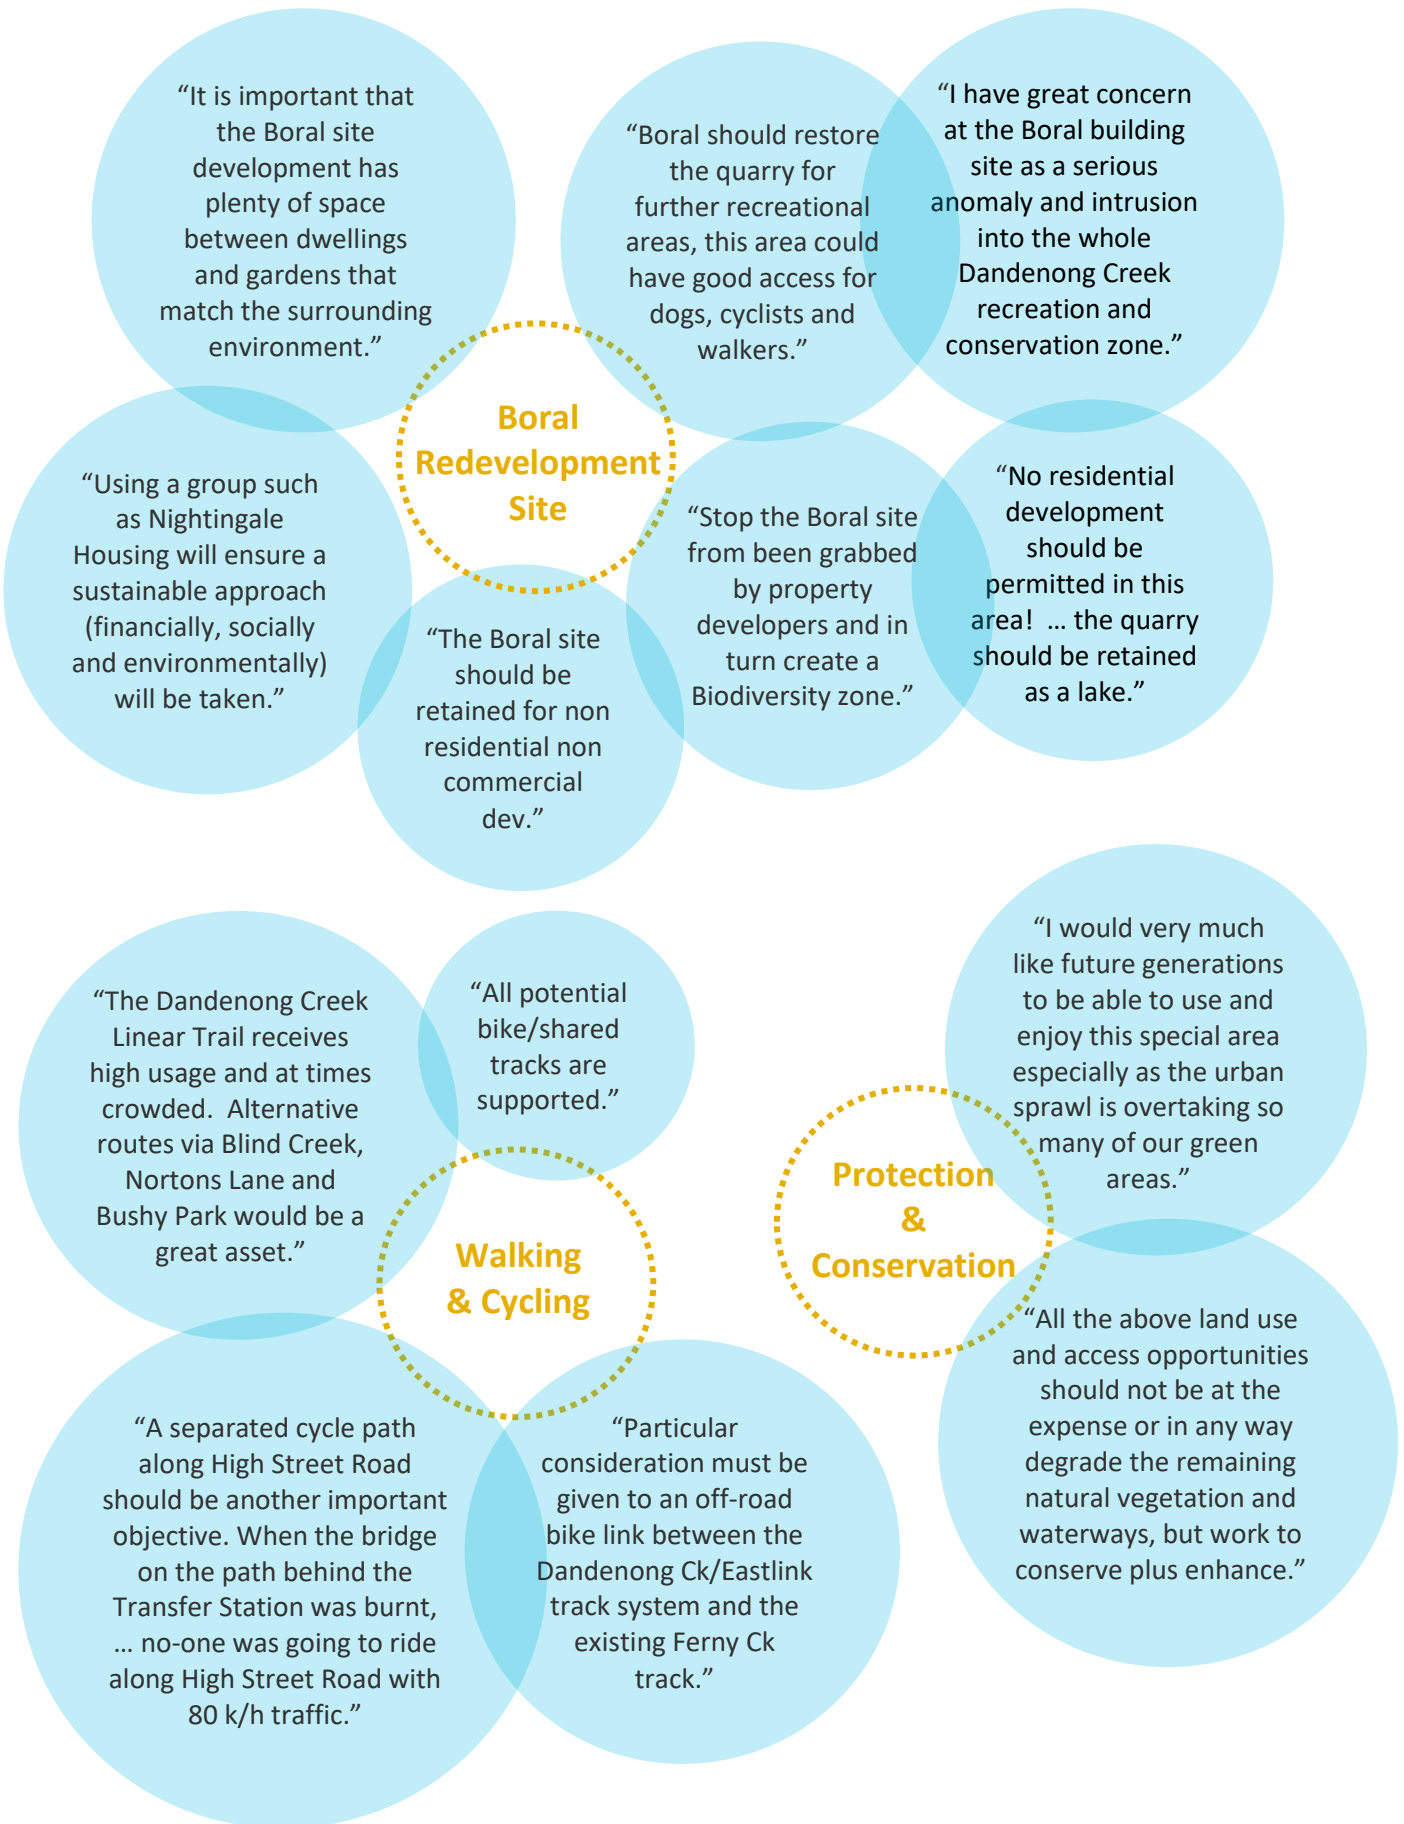 “It is important that
the Boral site
development has
plenty of space
between dwellings
and gardens that
match the surrounding
environment.”
“Boral should restore
the quarry for
further recreational
areas, this area could
have good access for
dogs, cyclists and
walkers.”
“I have great concern
at the Boral building
site as a serious
anomaly and intrusion
into the whole
Dandenong Creek
recreation and
conservation zone.”
Boral
Redevelopment
Site
“Using a group such
as Nightingale
Housing will ensure a
sustainable approach
(financially, socially
and environmentally)
will be taken.”
“The Boral site
should be
retained for non
residential non
commercial
dev.”
“Stop the Boral site
from been grabbed
by property
developers and in
turn create a
Biodiversity zone.”
“No residential
development
should be
permitted in this
area!  … the quarry
should be retained
as a lake.”
“The Dandenong Creek
Linear Trail receives
high usage and at times
crowded.  Alternative
routes via Blind Creek,
Nortons Lane and
Bushy Park would be a
great asset.”
“All potential
bike/shared
tracks are
supported.”
Walking
& Cycling
“A separated cycle path
along High Street Road
should be another important
objective. When the bridge
on the path behind the
Transfer Station was burnt,
… no-one was going to ride
along High Street Road with
80 k/h traffic.”
“Particular
consideration must be
given to an off-road
bike link between the
Dandenong Ck/Eastlink
track system and the
existing Ferny Ck
track.”
“I would very much
like future generations
to be able to use and
enjoy this special area
especially as the urban
sprawl is overtaking so
many of our green
areas.”
Protection
&
Conservation
“All the above land use
and access opportunities
should not be at the
expense or in any way
degrade the remaining
natural vegetation and
waterways, but work to
conserve plus enhance.”